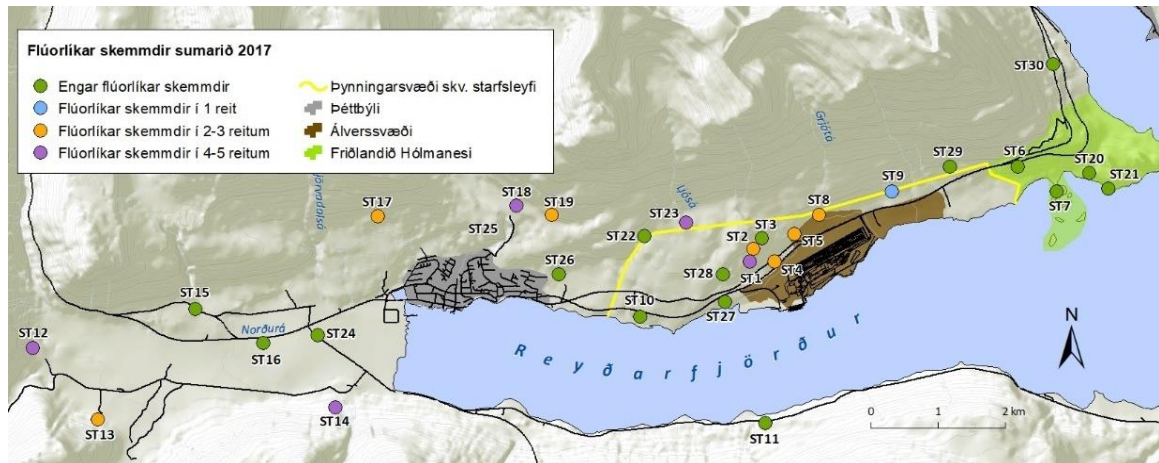 Flúorlíkar skemmdir sumarið 2017
Engar flúorlíkar skemmdir
Flúorlíkar skemmdir í 1 reit
Flúorlíkar skemmdir í 2-3 reitum
Flúorlíkar skemmdir í 4-5 reitum
Þynningarsvæði skv. starfsleyfi
Þéttbýli
Álverssvæði
Friðlandið Hólmanesi
ST30
Grjótá
ST29
ST6
ST20
ST21
ST7
ST9
ST18
ST19
ST17
Ljósá
ST23
ST8
ST25
ST22
ST2
ST3
ST5
ST26
ST28
ST1
ST4
ST15
ST10
ST27
Norðurá
ST24
ST12
ST16
Reyðarfjörður
N
ST13
ST14
ST11
0 1 2 km